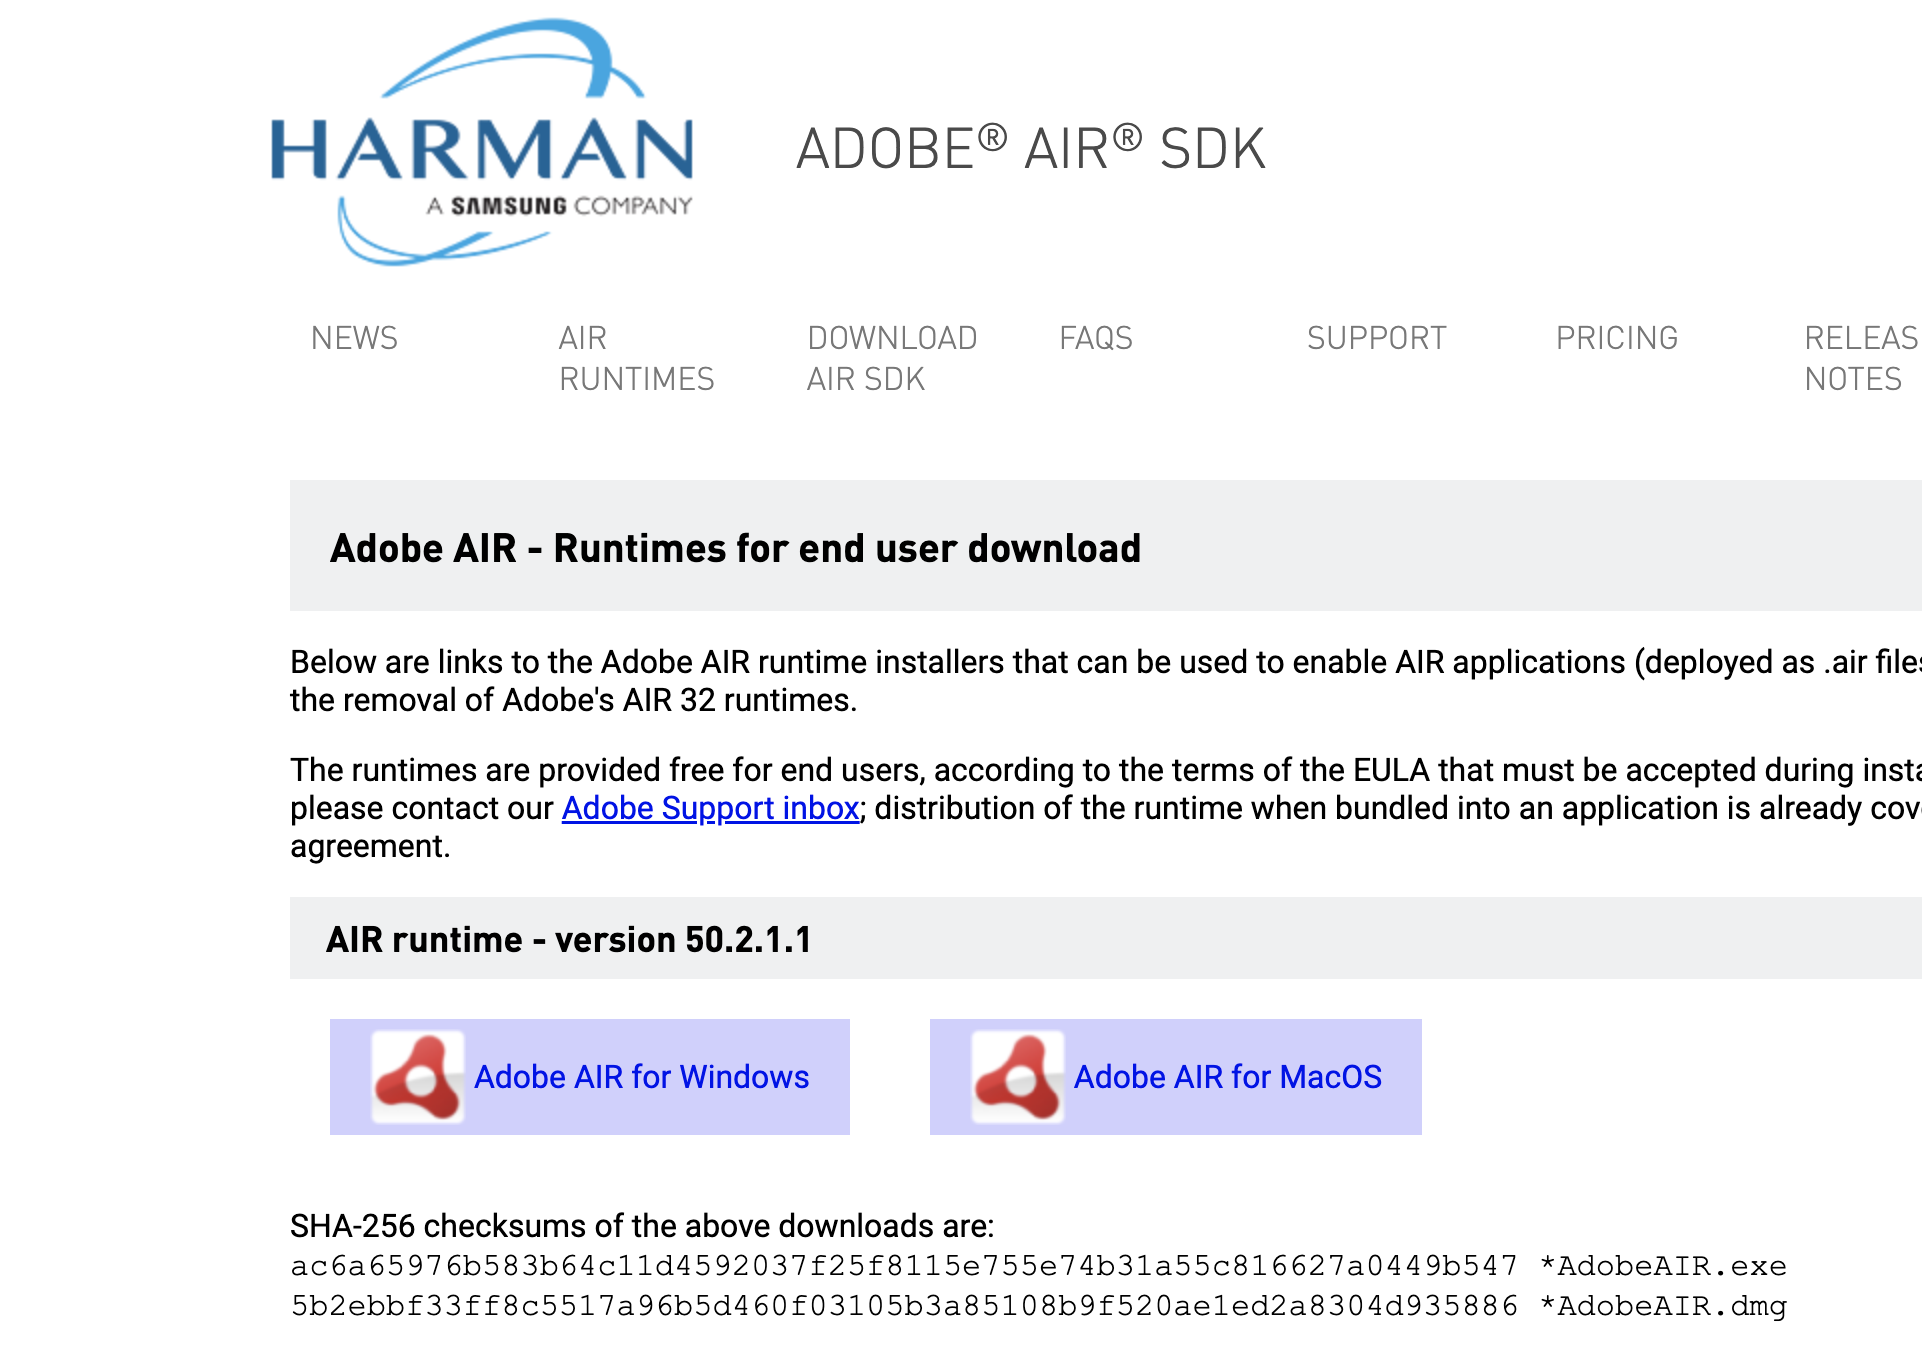 HARMAN
A SAMSUNG COMPANY
ADOBE® AIR® SDK
NEWS
AIR RUNTIMES
DOWNLOAD AIR SDK
FAQS
SUPPORT
PRICING
RELEAS
NOTES
Adobe AIR - Runtimes for end user download
Below are links to the Adobe AIR runtime installers that can be used to enable AIR applications (deployed as .air files
the removal of Adobe's AIR 32 runtimes.
The runtimes are provided free for end users, according to the terms of the EULA that must be accepted during insta
please contact our Adobe Support inbox; distribution of the runtime when bundled into an application is already cov
agreement.
AIR runtime - version 50.2.1.1
Adobe AIR for Windows
Adobe AIR for MacOS
SHA-256 checksums of the above downloads are:
ac6a65976b583b64c11d4592037f25f8115e755e74b31a55c816627a0449b547 *AdobeAIR.exe
5b2ebbf33ff8c5517a96b5d460f03105b3a85108b9f520ae1ed2a8304d935886 *AdobeAIR.dmg